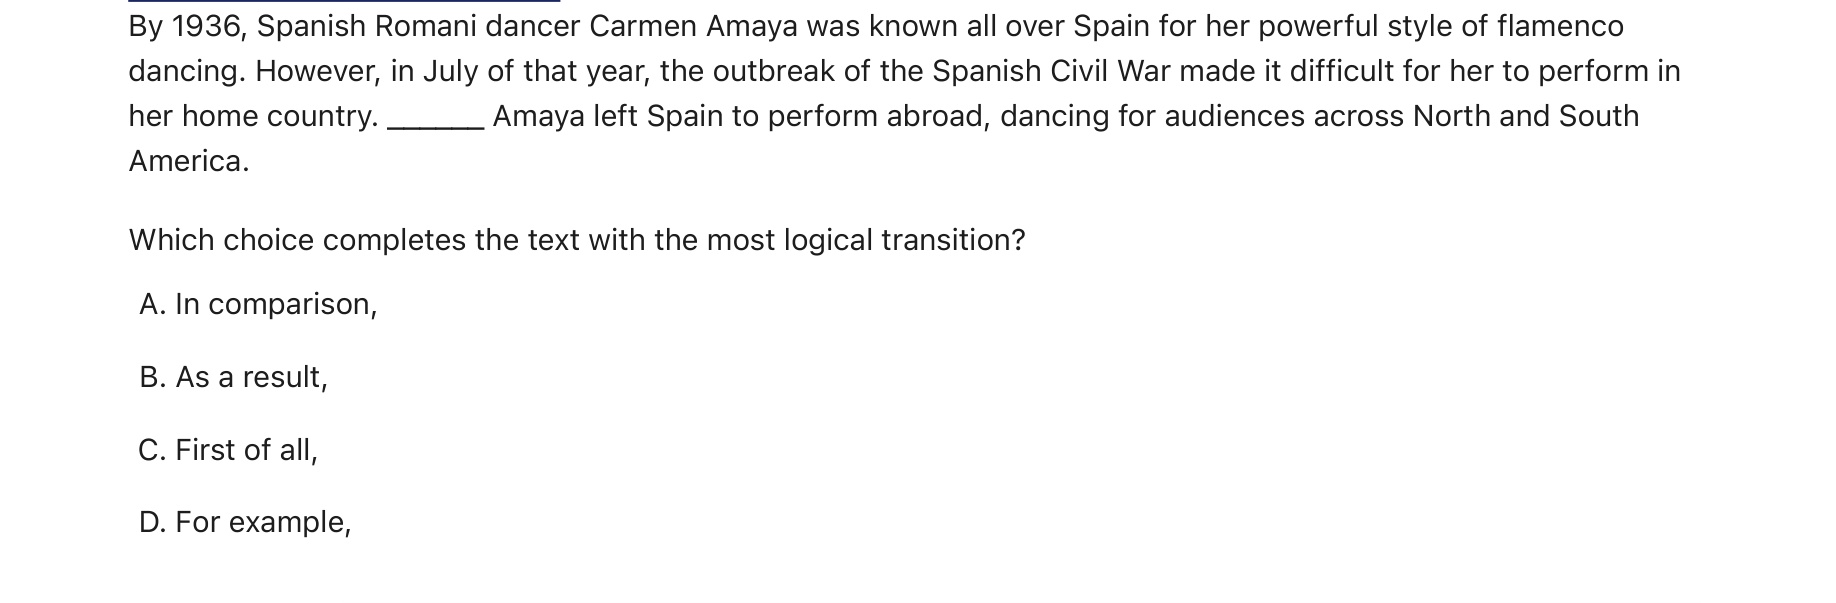 By 1936, Spanish Romani dancer Carmen Amaya was known all over Spain for her powerful style of flamenco
dancing. However, in July of that year, the outbreak of the Spanish Civil War made it difficult for her to perform in
her home country. ______ Amaya left Spain to perform abroad, dancing for audiences across North and South
America.
Which choice completes the text with the most logical transition?
A. In comparison,
B. As a result,
C. First of all,
D. For example,